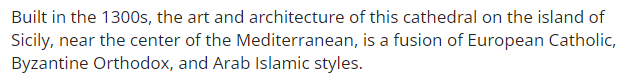 Built in the 1300s, the art and architecture of this cathedral on the island of
Sicily, near the center of the Mediterranean, is a fusion of European Catholic,
Byzantine Orthodox, and Arab Islamic styles.